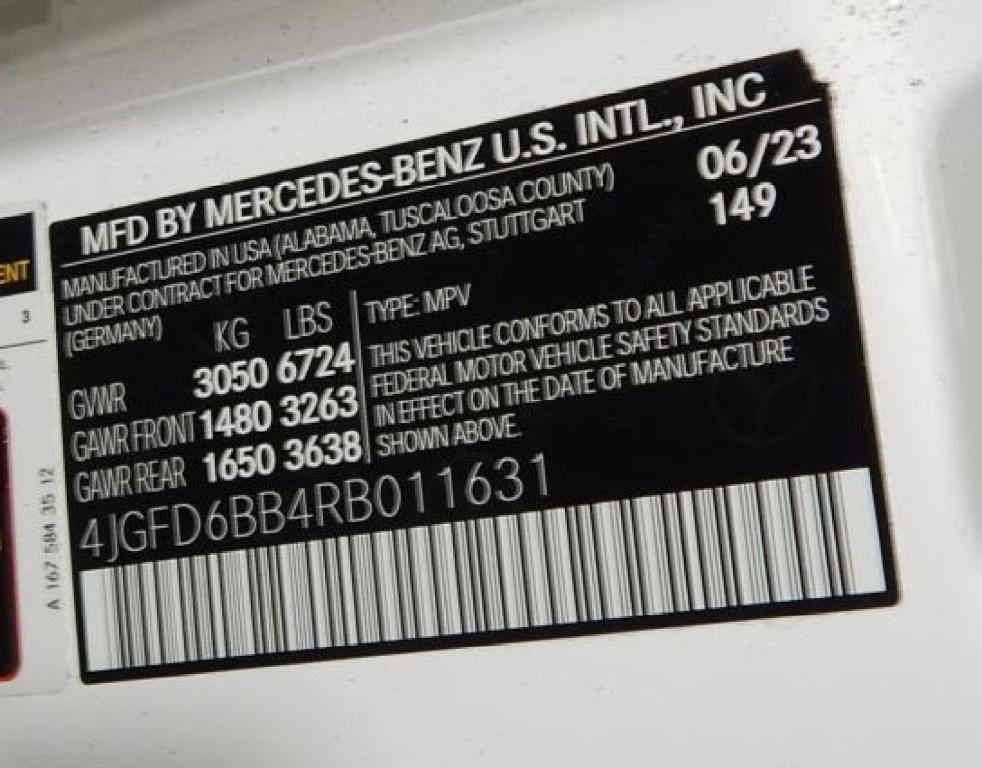 MFD BY MERCEDES-BENZ U.S. INTL., INC
MANUFACTURED IN USA (ALABAMA, TUSCALOOSA COUNTY)
UNDER CONTRACT FOR MERCEDES-BENZ AG, STUTTGART
(GERMANY)
06/23
149
KG LBS
GVWR 3050 6724
GAWR FRONT 1480 3263
GAWR REAR 1650 3638
TYPE: MPV
THIS VEHICLE CONFORMS TO ALL APPLICABLE
FEDERAL MOTOR VEHICLE SAFETY STANDARDS
IN EFFECT ON THE DATE OF MANUFACTURE
SHOWN ABOVE.
4JGFD6BB4RB011631
A 167 584 35 12
ENT
3